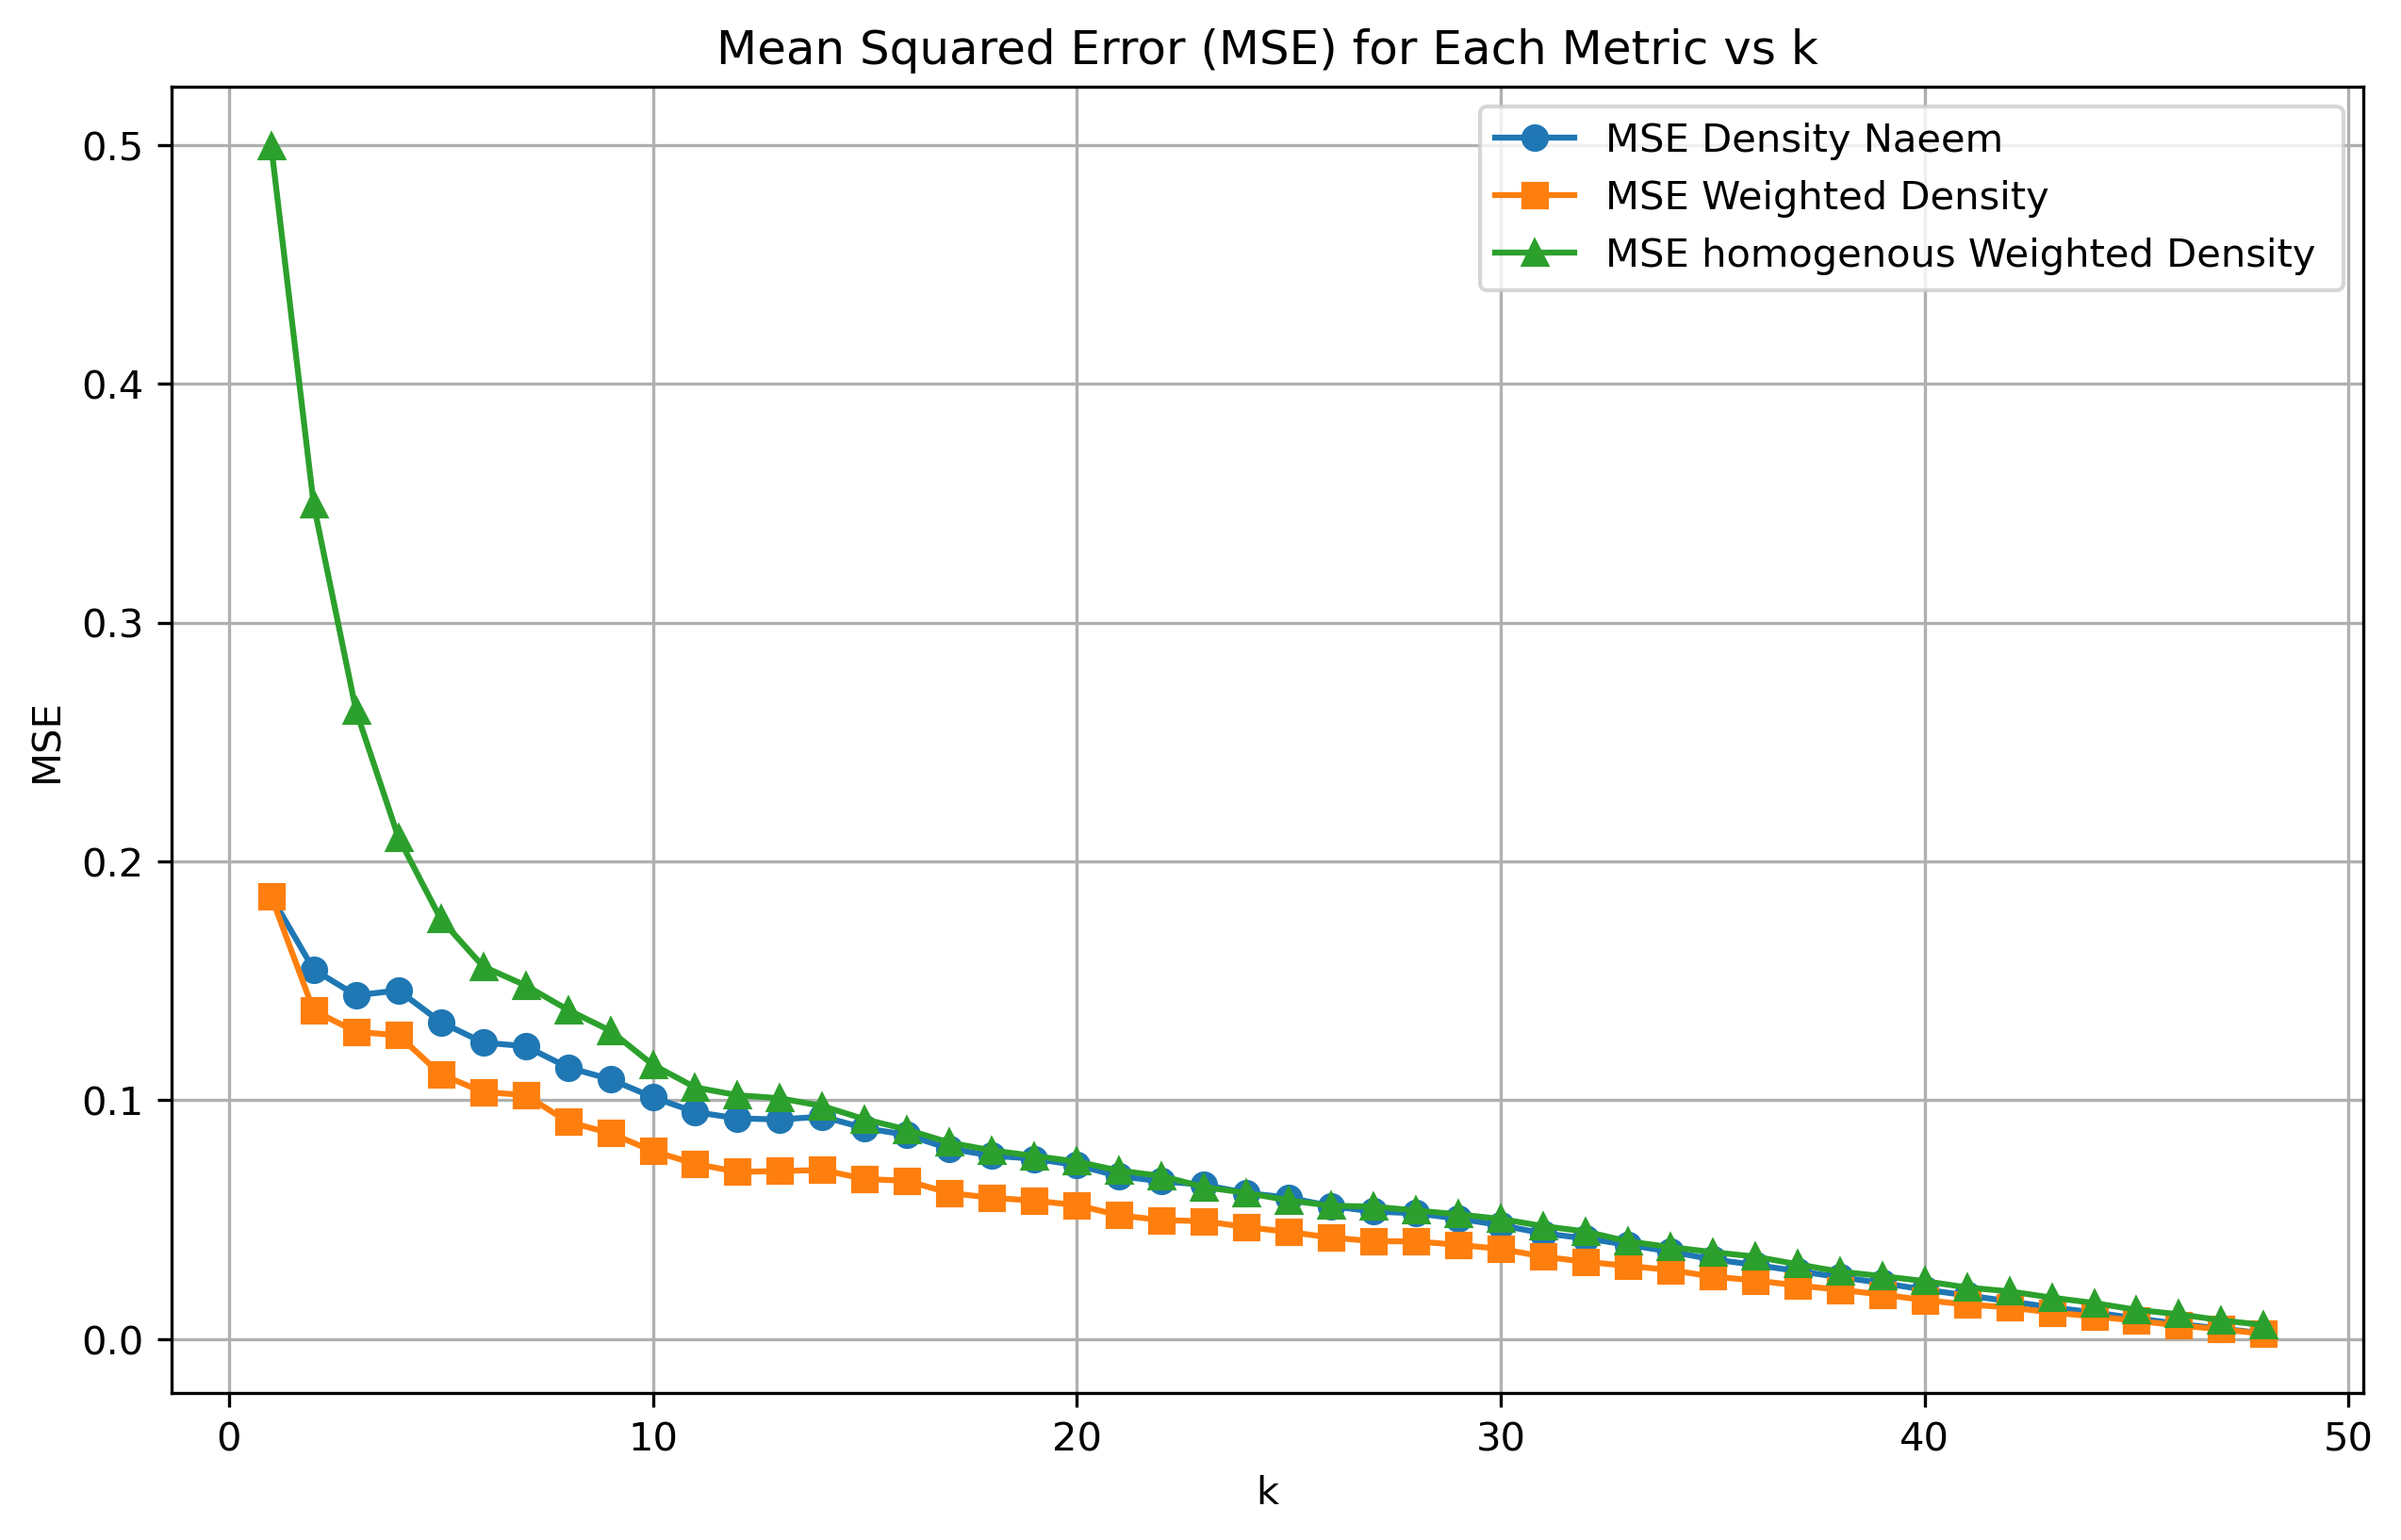 Mean Squared Error (MSE) for Each Metric vs k
MSE Density Naeem
MSE Weighted Density
MSE homogenous Weighted Density
0.5
0.4
0.3
0.2
0.1
0.0
MSE
0 10 20 30 40 50
k